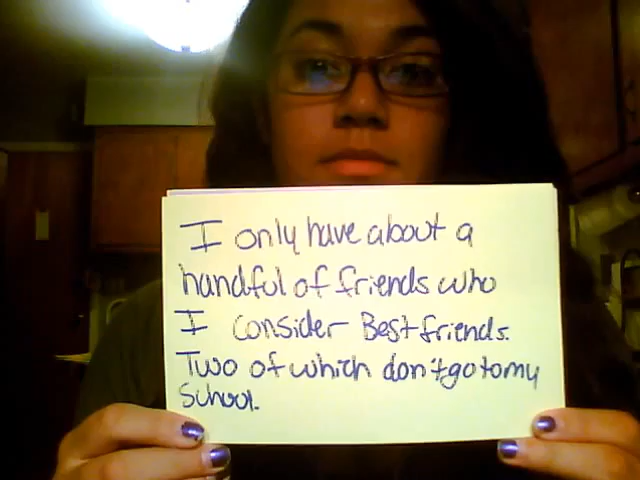 I only have about a
handful of friends who
I consider Best friends.
Two of which don't go to my
school.